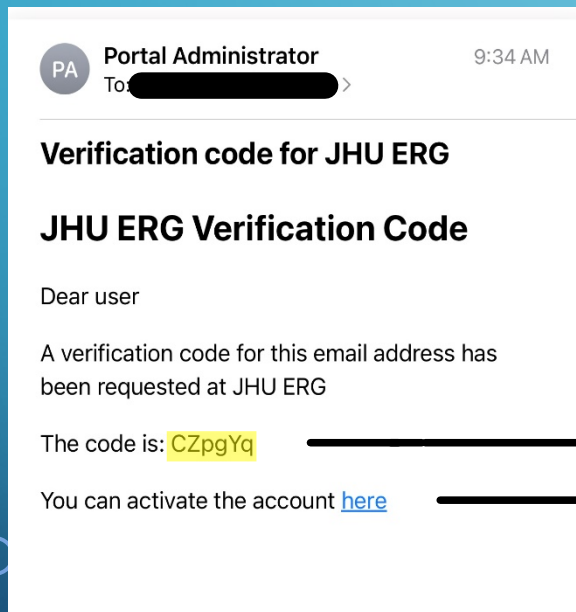 PA
Portal Administrator
9:34 AM
To:
Verification code for JHU ERG
JHU ERG Verification Code
Dear user
A verification code for this email address has
been requested at JHU ERG
The code is: CZpgYq
You can activate the account here